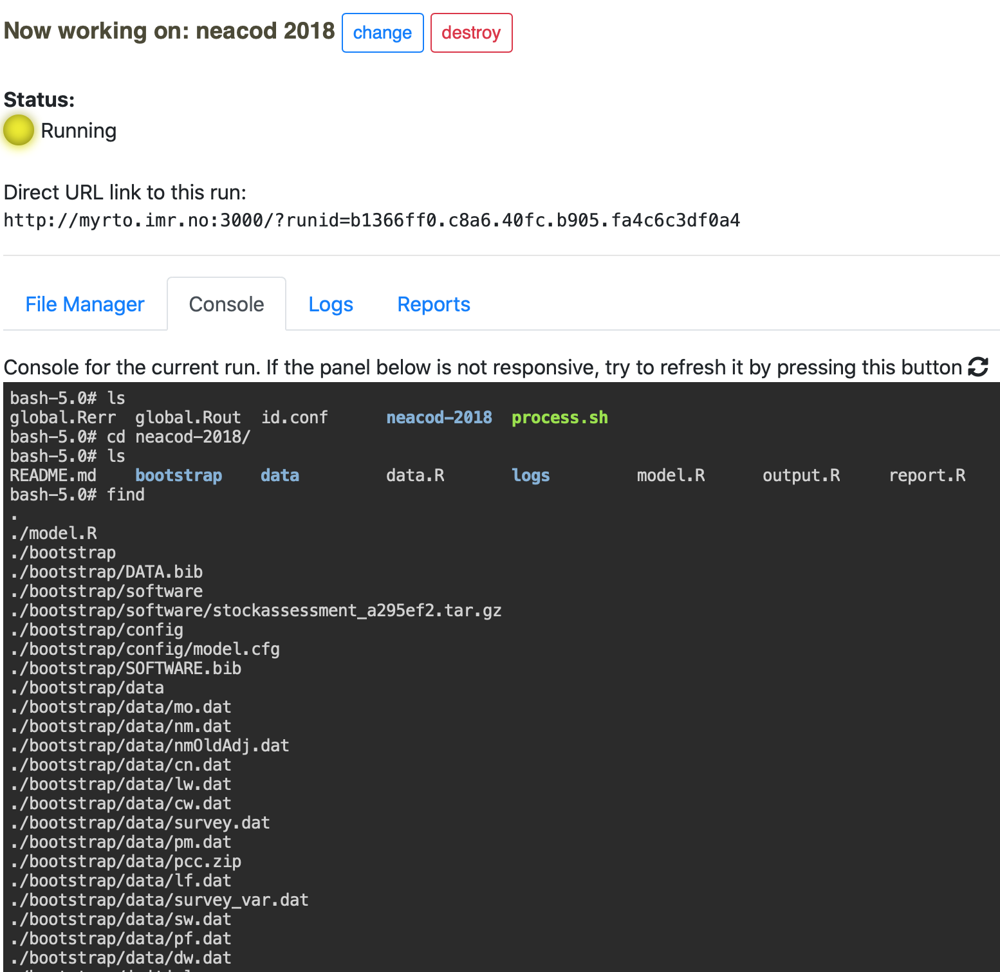 Now working on: neacod 2018 change destroy
Status:
Running
Direct URL link to this run:
http://myrto.imr.no:3000/?runid=b1366ff0.c8a6.40fc.b905.fa4c6c3df0a4
File Manager Console Logs Reports
Console for the current run. If the panel below is not responsive, try to refresh it by pressing this button
bash-5.0# ls
global.Rerr global.Rout id.conf neacod-2018 process.sh
bash-5.0# cd neacod-2018/
bash-5.0# ls
README.md bootstrap data data.R logs model.R output.R report.R
bash-5.0# find
.
./model.R
./bootstrap
./bootstrap/DATA.bib
./bootstrap/software
./bootstrap/software/stockassessment_a295ef2.tar.gz
./bootstrap/config
./bootstrap/config/model.cfg
./bootstrap/SOFTWARE.bib
./bootstrap/data
./bootstrap/data/mo.dat
./bootstrap/data/nm.dat
./bootstrap/data/nmOldAdj.dat
./bootstrap/data/cn.dat
./bootstrap/data/lw.dat
./bootstrap/data/cw.dat
./bootstrap/data/survey.dat
./bootstrap/data/pm.dat
./bootstrap/data/pcc.zip
./bootstrap/data/lf.dat
./bootstrap/data/survey_var.dat
./bootstrap/data/sw.dat
./bootstrap/data/pf.dat
./bootstrap/data/dw.dat